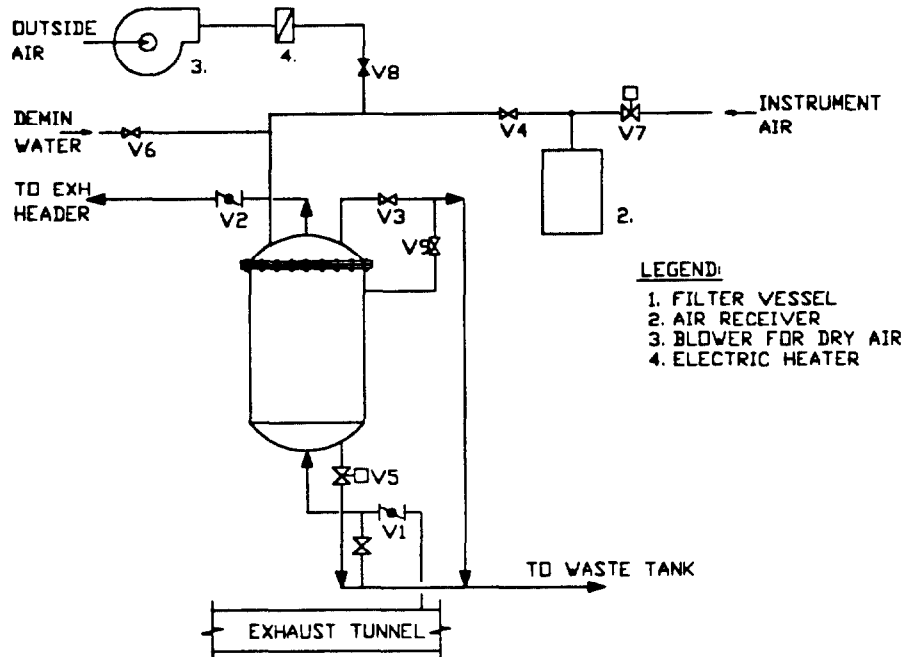 OUTSIDE
AIR
3.
4.
V8
DEMIN
WATER
V6
V4
V7
INSTRUMENT
AIR
TO EXH
HEADER
V2
V3
V9
2.
LEGEND:
1. FILTER VESSEL
2. AIR RECEIVER
3. BLOWER FOR DRY AIR
4. ELECTRIC HEATER
V5
V1
TO WASTE TANK
EXHAUST TUNNEL